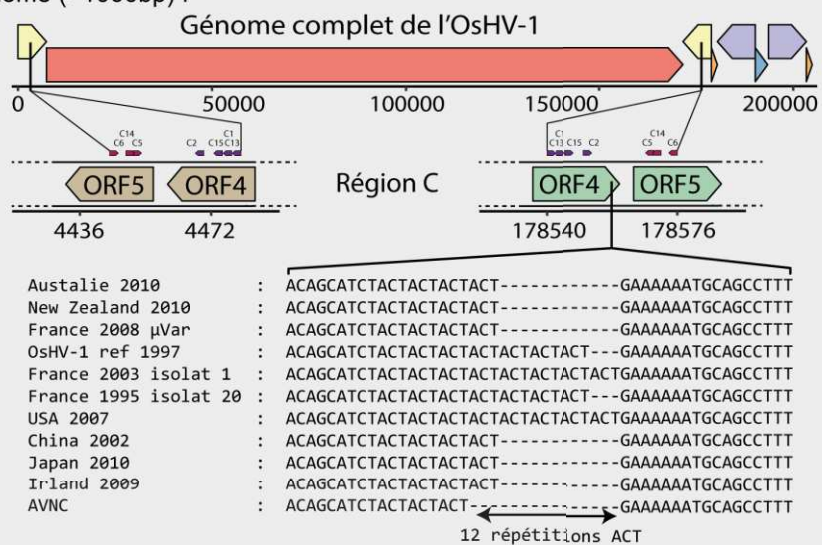 Génome complet de l'OsHV-1
0 50000 100000 150000 200000
C14 C1 C1 C14
C6 C5 C2 C15 C13 C13 C15 C2 C5 C6
ORF5 ORF4 Région C ORF4 ORF5
4436 4472 178540 178576
Austalie 2010 : ACAGCATCTACTACTACTACT------------GAAAAAATGCAGCCTTT
New Zealand 2010 : ACAGCATCTACTACTACTACT------------GAAAAAATGCAGCCTTT
France 2008 µVar : ACAGCATCTACTACTACTACT------------GAAAAAATGCAGCCTTT
OsHV-1 ref 1997 : ACAGCATCTACTACTACTACTACTACTACT---GAAAAAATGCAGCCTTT
France 2003 isolat 1 : ACAGCATCTACTACTACTACTACTACTACTACTGAAAAAATGCAGCCTTT
France 1995 isolat 20 : ACAGCATCTACTACTACTACTACTACTACT---GAAAAAATGCAGCCTTT
USA 2007 : ACAGCATCTACTACTACTACTACTACTACTACTGAAAAAATGCAGCCTTT
China 2002 : ACAGCATCTACTACTACTACT------------GAAAAAATGCAGCCTTT
Japan 2010 : ACAGCATCTACTACTACTACT------------GAAAAAATGCAGCCTTT
Irland 2009 : ACAGCATCTACTACTACTACT------------GAAAAAATGCAGCCTTT
AVNC : ACAGCATCTACTACTACT---------------GAAAAAATGCAGCCTTT
12 répétitions ACT